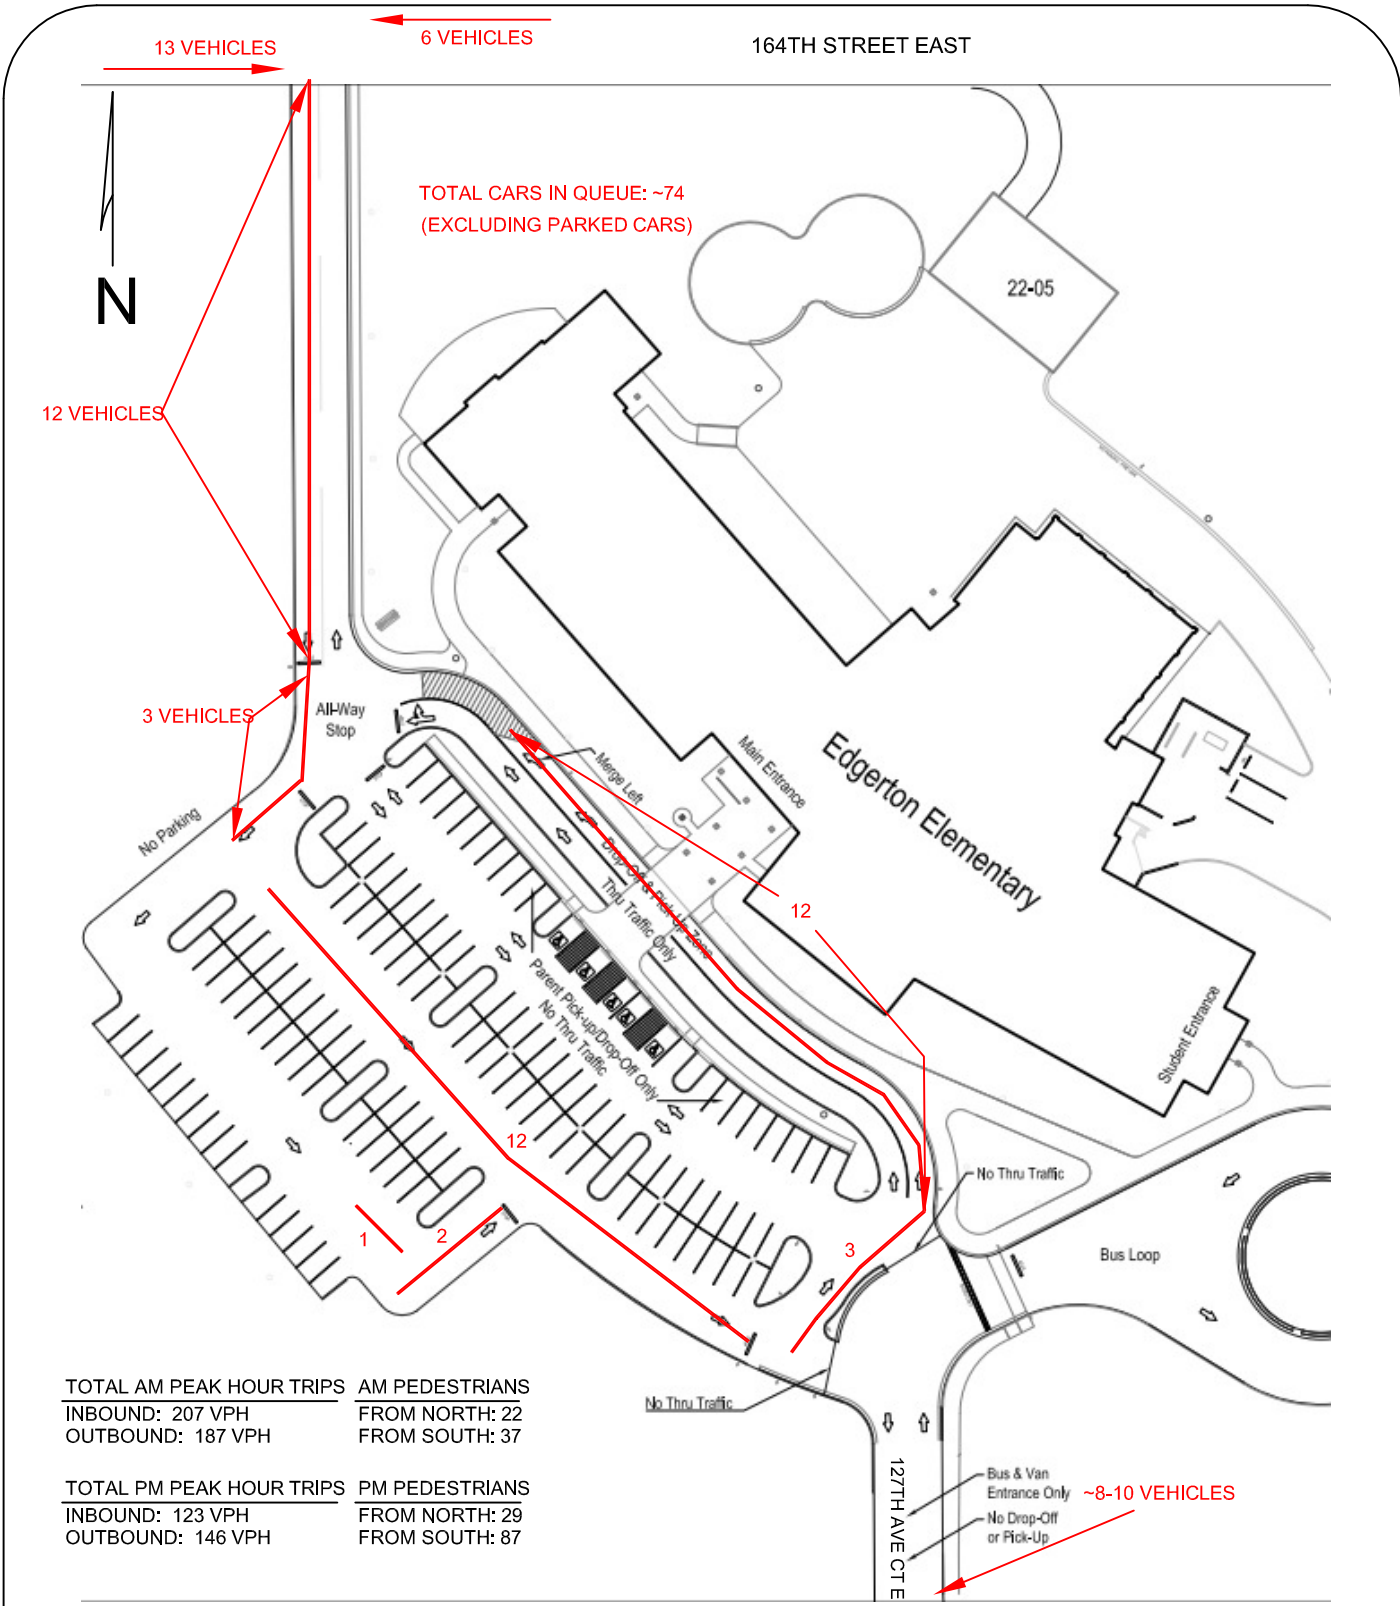 13 VEHICLES
6 VEHICLES
164TH STREET EAST
TOTAL CARS IN QUEUE: ~74
(EXCLUDING PARKED CARS)
N
22-05
12 VEHICLES
3 VEHICLES
All-Way
Stop
No Parking
Merge Left
Main Entrance
Edgerton Elementary
Drop-Off & Pick-Up Zone
Thru Traffic Only
12
Parent Pick-up/Drop-Off Only
No Thru Traffic
Student Entrance
12
No Thru Traffic
1
2
3
Bus Loop
No Thru Traffic
TOTAL AM PEAK HOUR TRIPS
INBOUND: 207 VPH
OUTBOUND: 187 VPH
AM PEDESTRIANS
FROM NORTH: 22
FROM SOUTH: 37
TOTAL PM PEAK HOUR TRIPS
INBOUND: 123 VPH
OUTBOUND: 146 VPH
PM PEDESTRIANS
FROM NORTH: 29
FROM SOUTH: 87
127TH AVE CT E
Bus & Van
Entrance Only
~8-10 VEHICLES
No Drop-Off
or Pick-Up